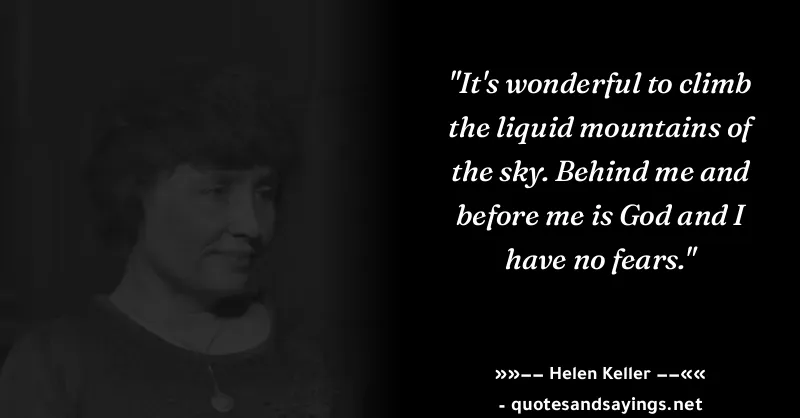 "It's wonderful to climb
the liquid mountains of
the sky. Behind me and
before me is God and I
have no fears."
»»−− Helen Keller −−««
- quotesandsayings.net